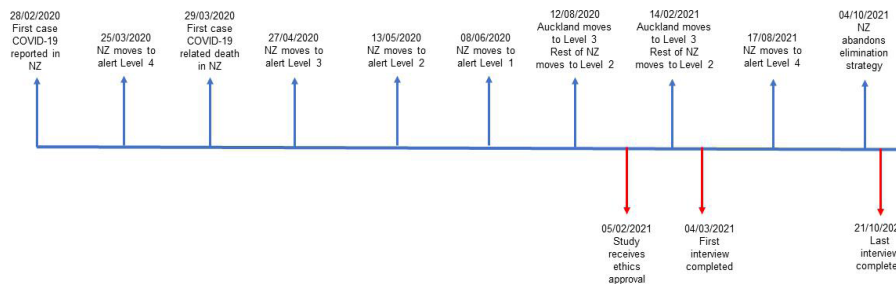 28/02/2020
First case
COVID-19
reported in
NZ
25/03/2020
NZ moves to
alert Level 4
29/03/2020
First case
COVID-19
related death
in NZ
27/04/2020
NZ moves to
alert Level 3
13/05/2020
NZ moves to
alert Level 2
08/06/2020
NZ moves to
alert Level 1
12/08/2020
Auckland moves
to Level 3
Rest of NZ
moves to Level 2
14/02/2021
Auckland moves
to Level 3
Rest of NZ
moves to Level 2
17/08/2021
NZ moves to
alert Level 4
04/10/2021
NZ
abandons
elimination
strategy
05/02/2021
Study
receives
ethics
approval
04/03/2021
First
interview
completed
21/10/202
Last
interview
complete